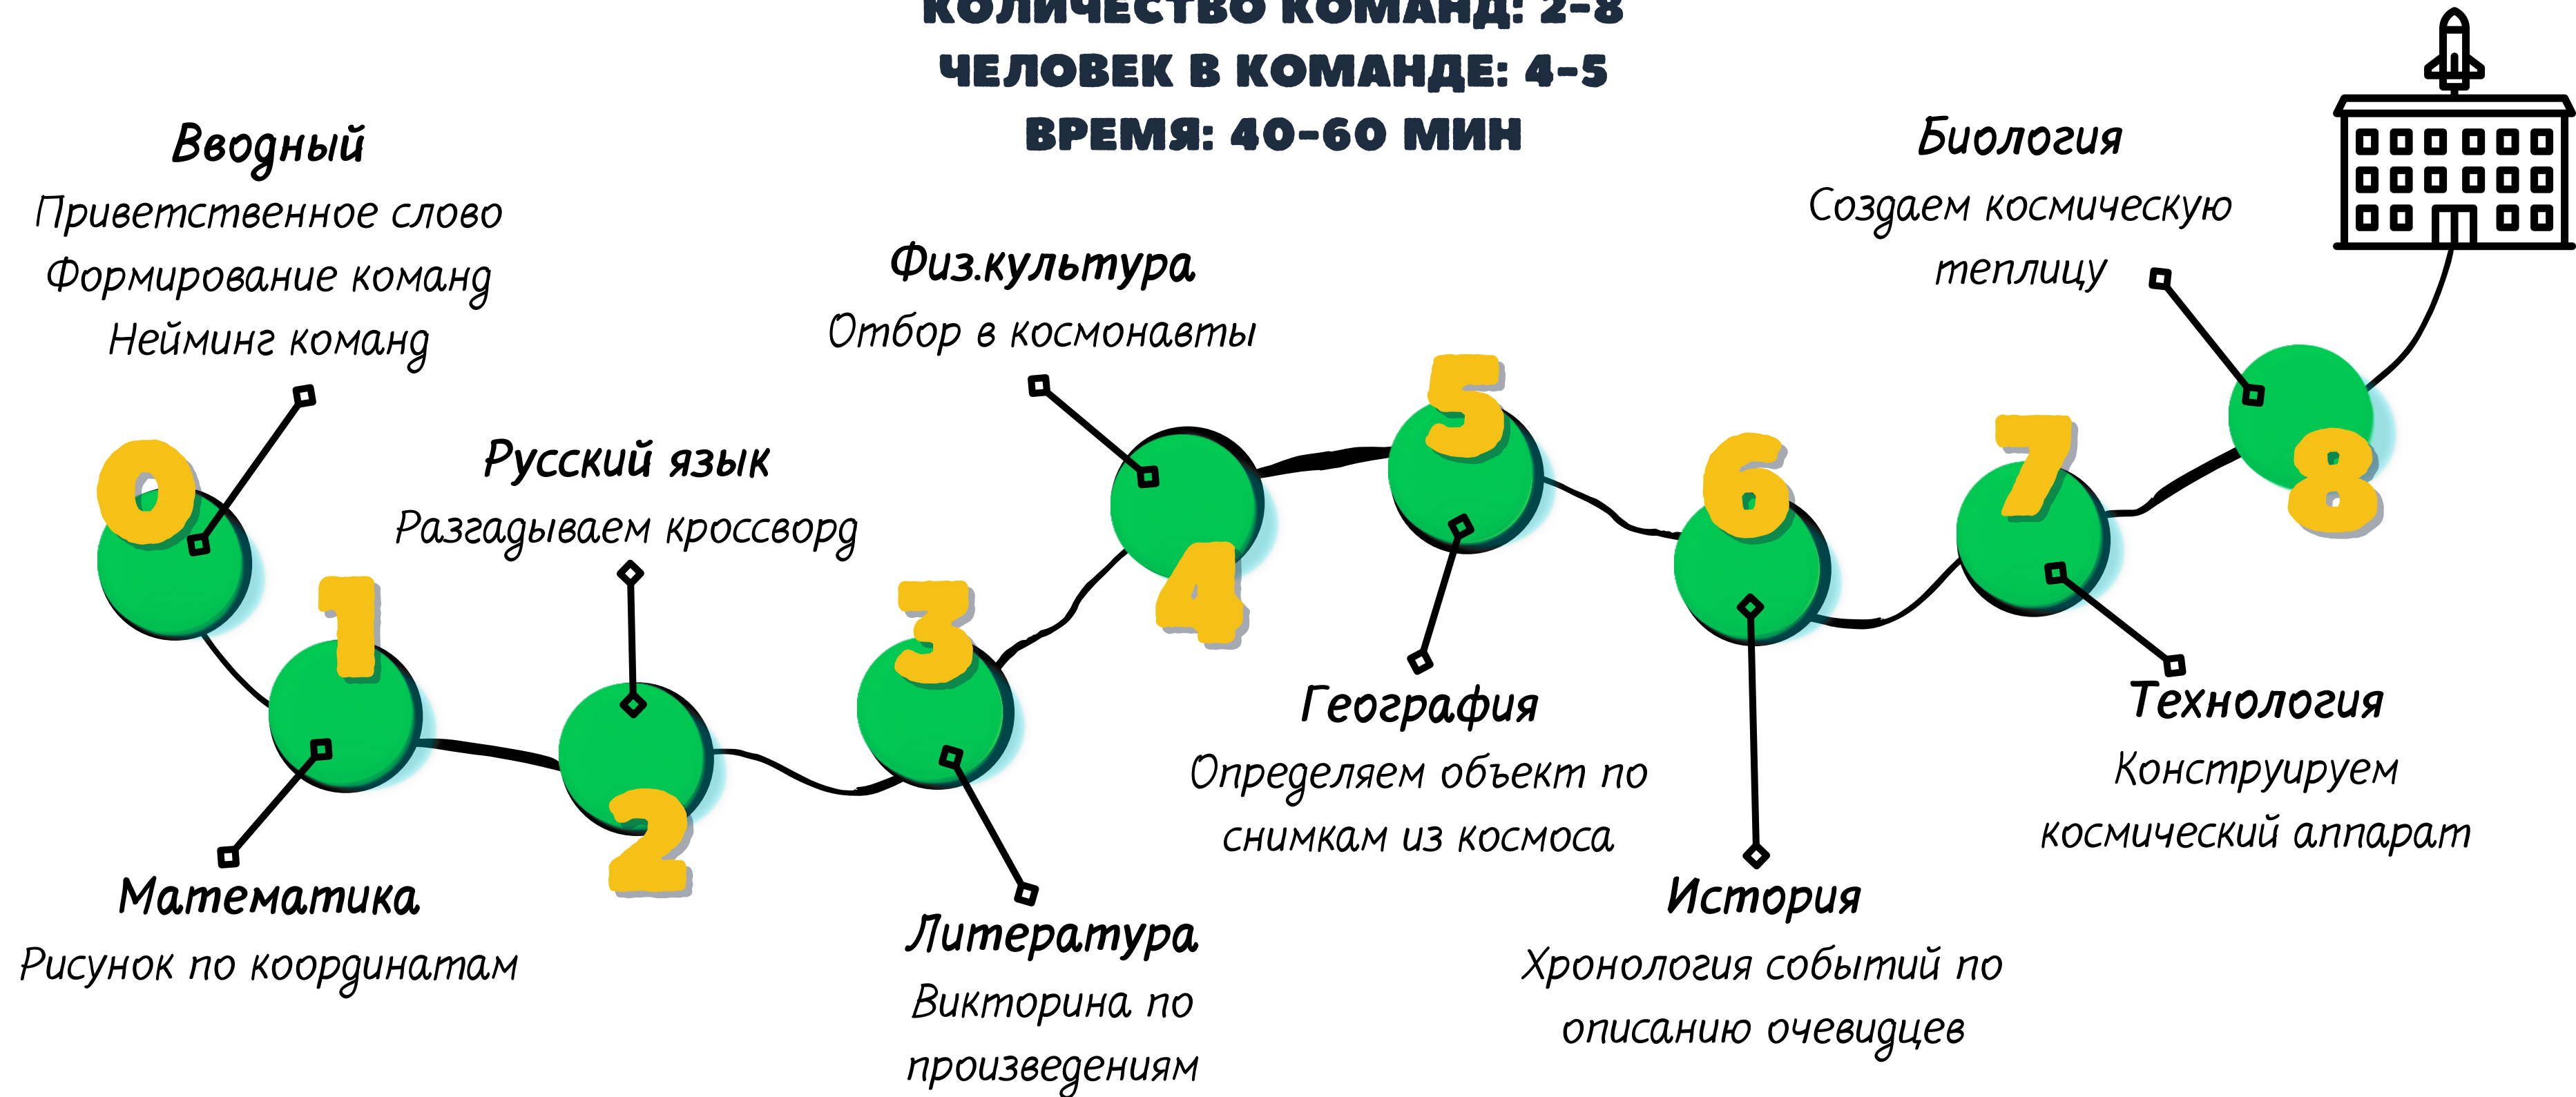 КОЛИЧЕСТВО КОМАНД: 2-8
ЧЕЛОВЕК В КОМАНДЕ: 4-5
ВРЕМЯ: 40-60 МИН
0
Вводный
Приветственное слово
Формирование команд
Нейминг команд
1
Математика
Рисунок по координатам
2
Русский язык
Разгадываем кроссворд
3
Литература
Викторина по
произведениям
4
Физ.культура
Отбор в космонавты
5
География
Определяем объект по
снимкам из космоса
6
История
Хронология событий по
описанию очевидцев
7
Технология
Конструируем
космический аппарат
8
Биология
Создаем космическую
теплицу